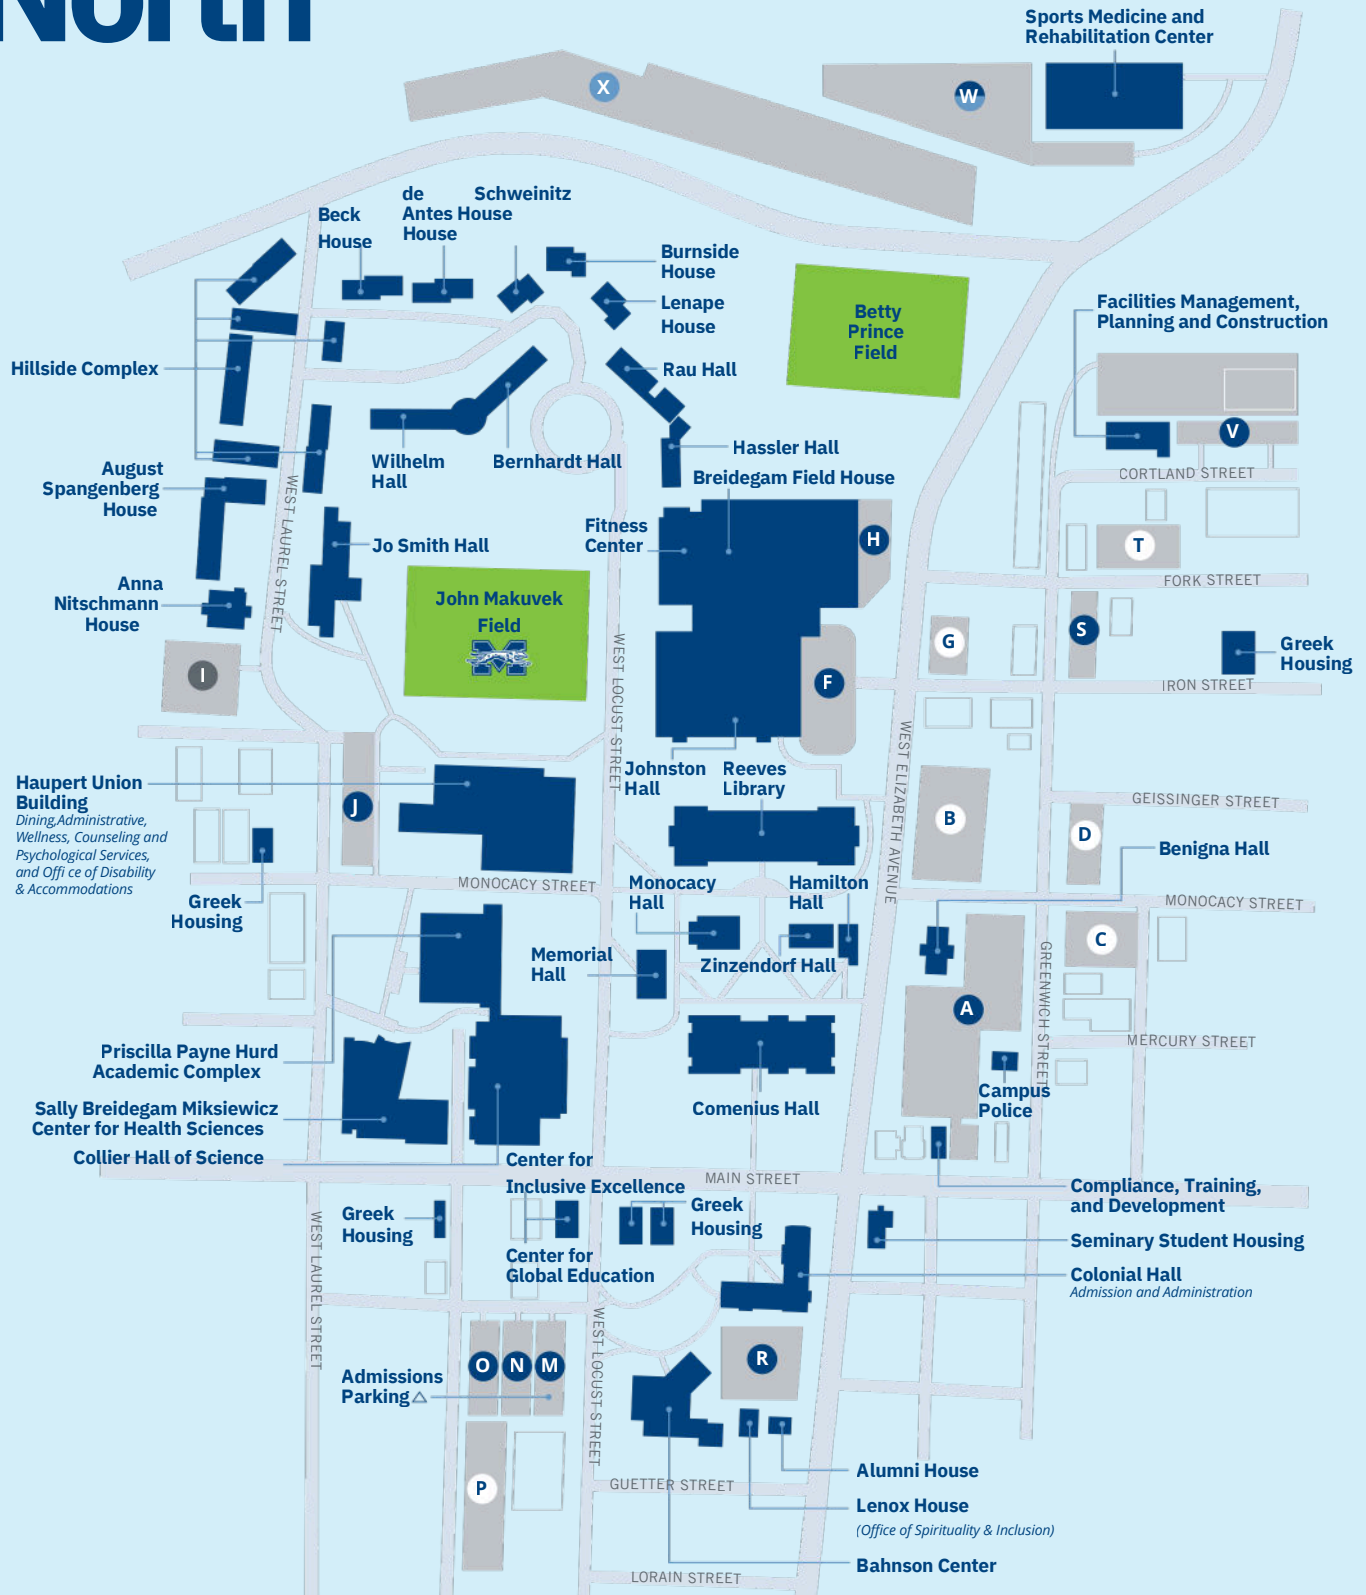 North
Sports Medicine and
Rehabilitation Center
X
W
de Schweinitz
Antes House
House
Beck
House
Burnside
House
Lenape
House
Betty
Prince
Field
Facilities Management,
Planning and Construction
Hillside Complex
Rau Hall
V
Wilhelm
Hall
Bernhardt Hall
Hassler Hall
Breidegam Field House
CORTLAND STREET
August
Spangenberg
House
WEST LAUREL STREET
Fitness
Center
H
Jo Smith Hall
T
FORK STREET
Anna
Nitschmann
House
John Makuvek
Field
M
G
S
Greek
Housing
I
WEST LOCUST STREET
F
IRON STREET
WEST ELIZABETH AVENUE
Johnston
Hall
Reeves
Library
Haupert Union
Building
Dining,Administrative,
Wellness, Counseling and
Psychological Services,
and Offi ce of Disability
& Accommodations
J
B
GEISSINGER STREET
D
Benigna Hall
Greek
Housing
MONOCACY STREET
Monocacy
Hall
Hamilton
Hall
MONOCACY STREET
C
Memorial
Hall
Zinzendorf Hall
GREENWICH STREET
A
Priscilla Payne Hurd
Academic Complex
MERCURY STREET
Campus
Police
Sally Breidegam Miksiewicz
Center for Health Sciences
Comenius Hall
Collier Hall of Science
Center for
Inclusive Excellence
MAIN STREET
Compliance, Training,
and Development
Greek
Housing
Greek
Housing
WEST LAUREL STREET
Center for
Global Education
Seminary Student Housing
Colonial Hall
Admission and Administration
WEST LOCUST STREET
O
N
M
R
Admissions
Parking
P
GUETTER STREET
Alumni House
Lenox House
(Office of Spirituality & Inclusion)
Bahnson Center
LORAIN STREET